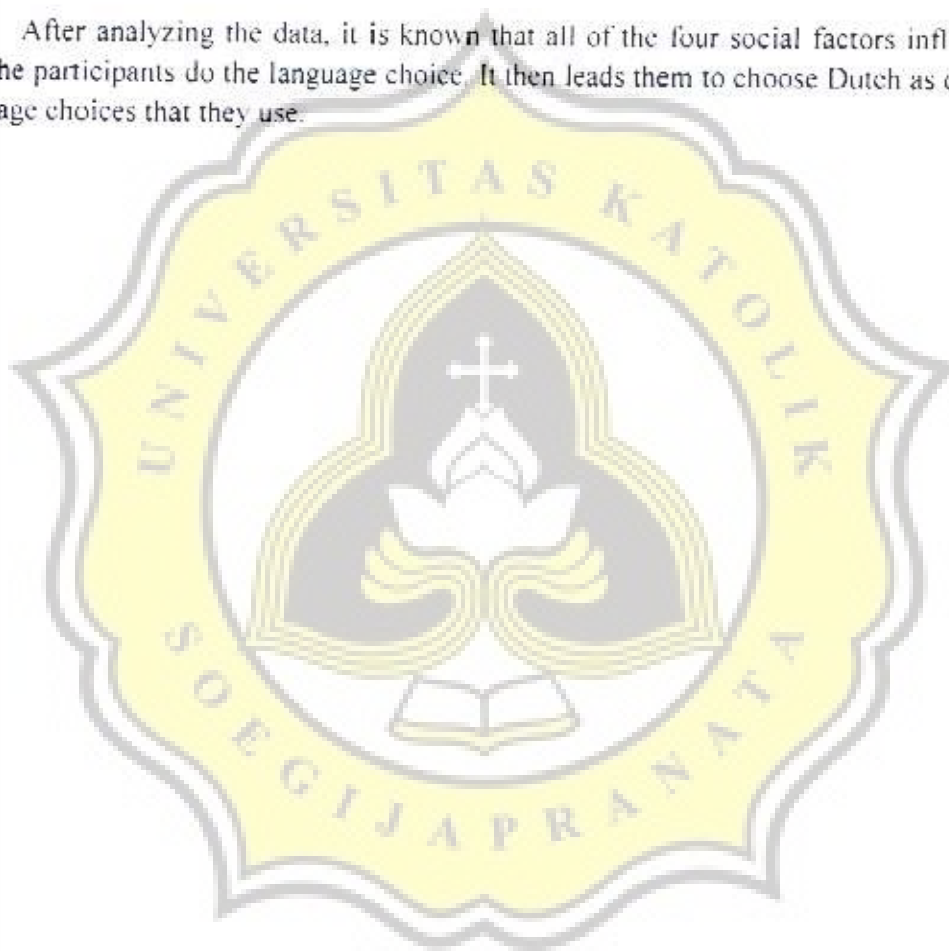 After analyzing the data, it is known that all of the four social factors infl
he participants do the language choice. It then leads them to choose Dutch as
age choices that they use.
UNIVERSITAS KATOLIK
SOEGIJAPRANATA